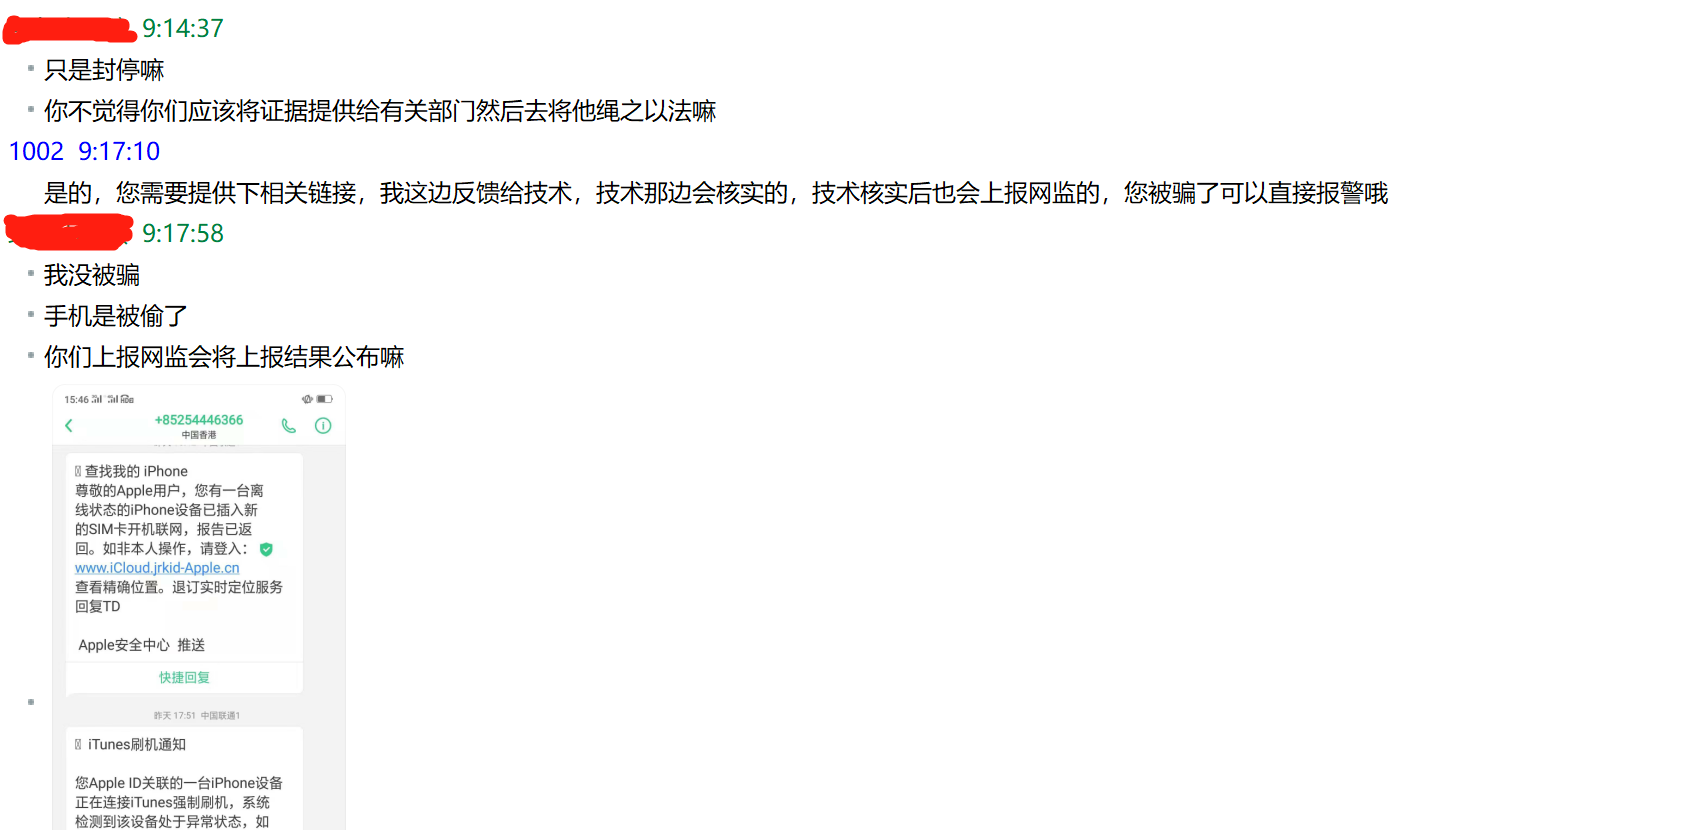 9:14:37
只是封停嘛
你不觉得你们应该将证据提供给有关部门然后去将他绳之以法嘛
1002 9:17:10
是的，您需要提供下相关链接，我这边反馈给技术，技术那边会核实的，技术核实后也会上报网监的，您被骗了可以直接报警哦
9:17:58
我没被骗
手机是被偷了
你们上报网监会将上报结果公布嘛
15:46
+85254446366
中国香港
查找我的 iPhone
尊敬的Apple用户，您有一台离
线状态的iPhone设备已插入新
的SIM卡开机联网，报告已返
回。如非本人操作，请登入：
www.iCloud.jrkid-Apple.cn
查看精确位置。退订实时定位服务
回复TD
Apple安全中心 推送
快捷回复
昨天 17:51 中国联通1
iTunes刷机通知
您Apple ID关联的一台iPhone设备
正在连接iTunes强制刷机，系统
检测到该设备处于异常状态，如